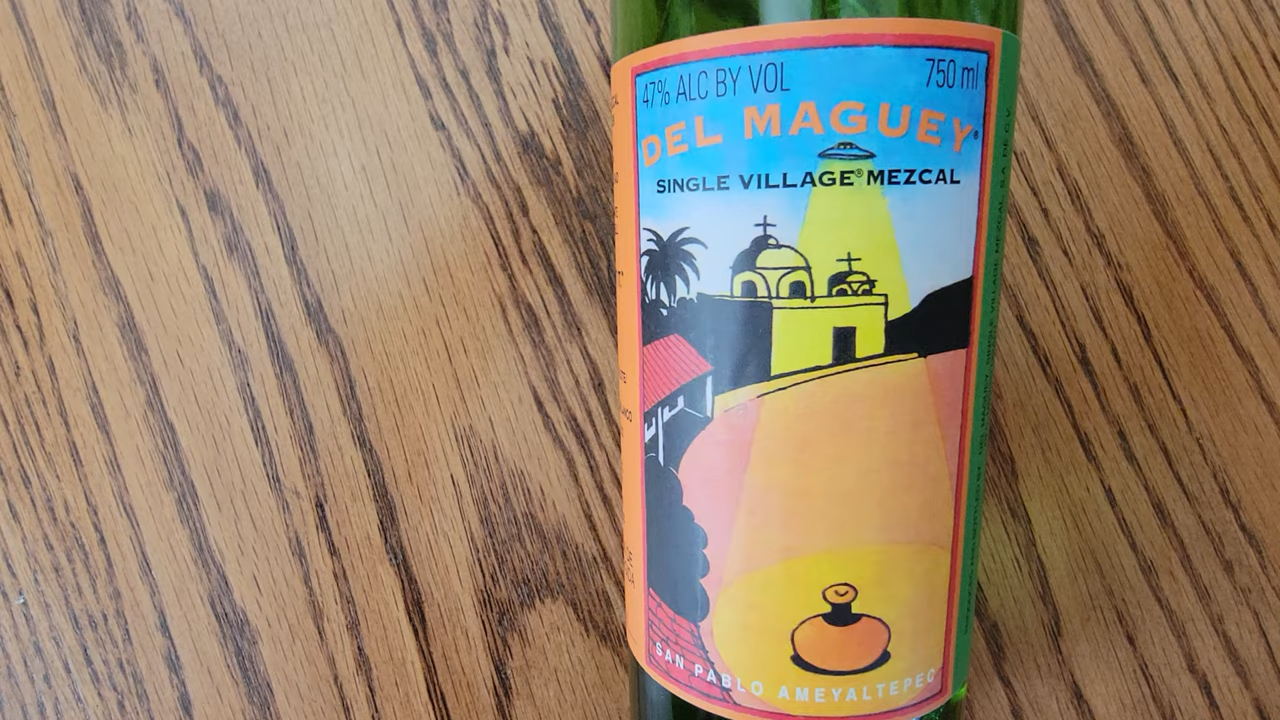 47% ALC BY VOL 750 ml
DEL MAGUEY®
SINGLE VILLAGE® MEZCAL
SAN PABLO AMEYALTEPEC